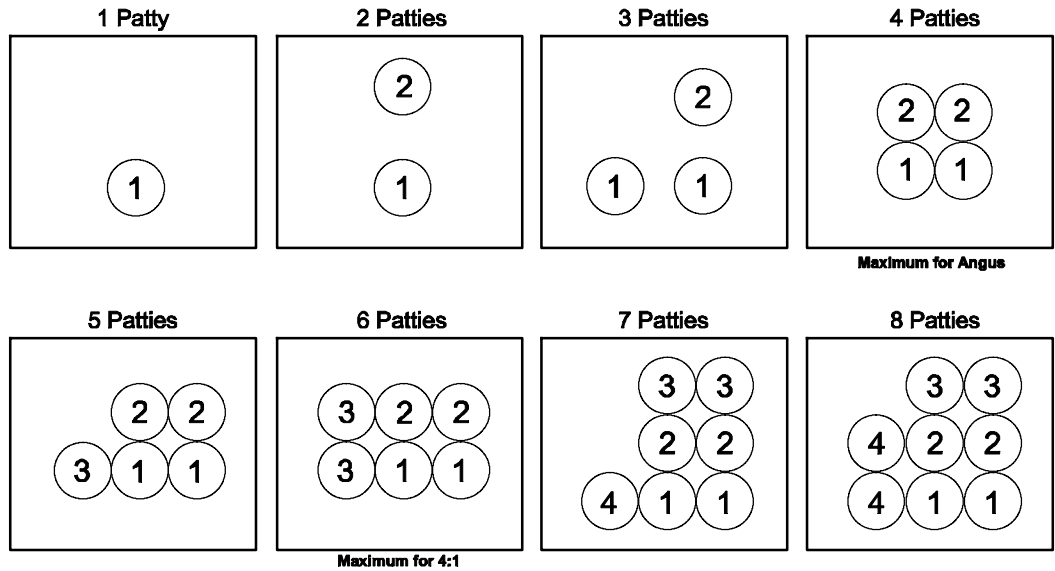 1 Patty
2 Patties
3 Patties
4 Patties
2
2
2 2
1
1
1 1
1 1
Maximum for Angus
5 Patties
6 Patties
7 Patties
8 Patties
3 3
3 3
2 2
3 2 2
2 2
4 2 2
3 1 1
3 1 1
4 1 1
4 1 1
Maximum for 4:1